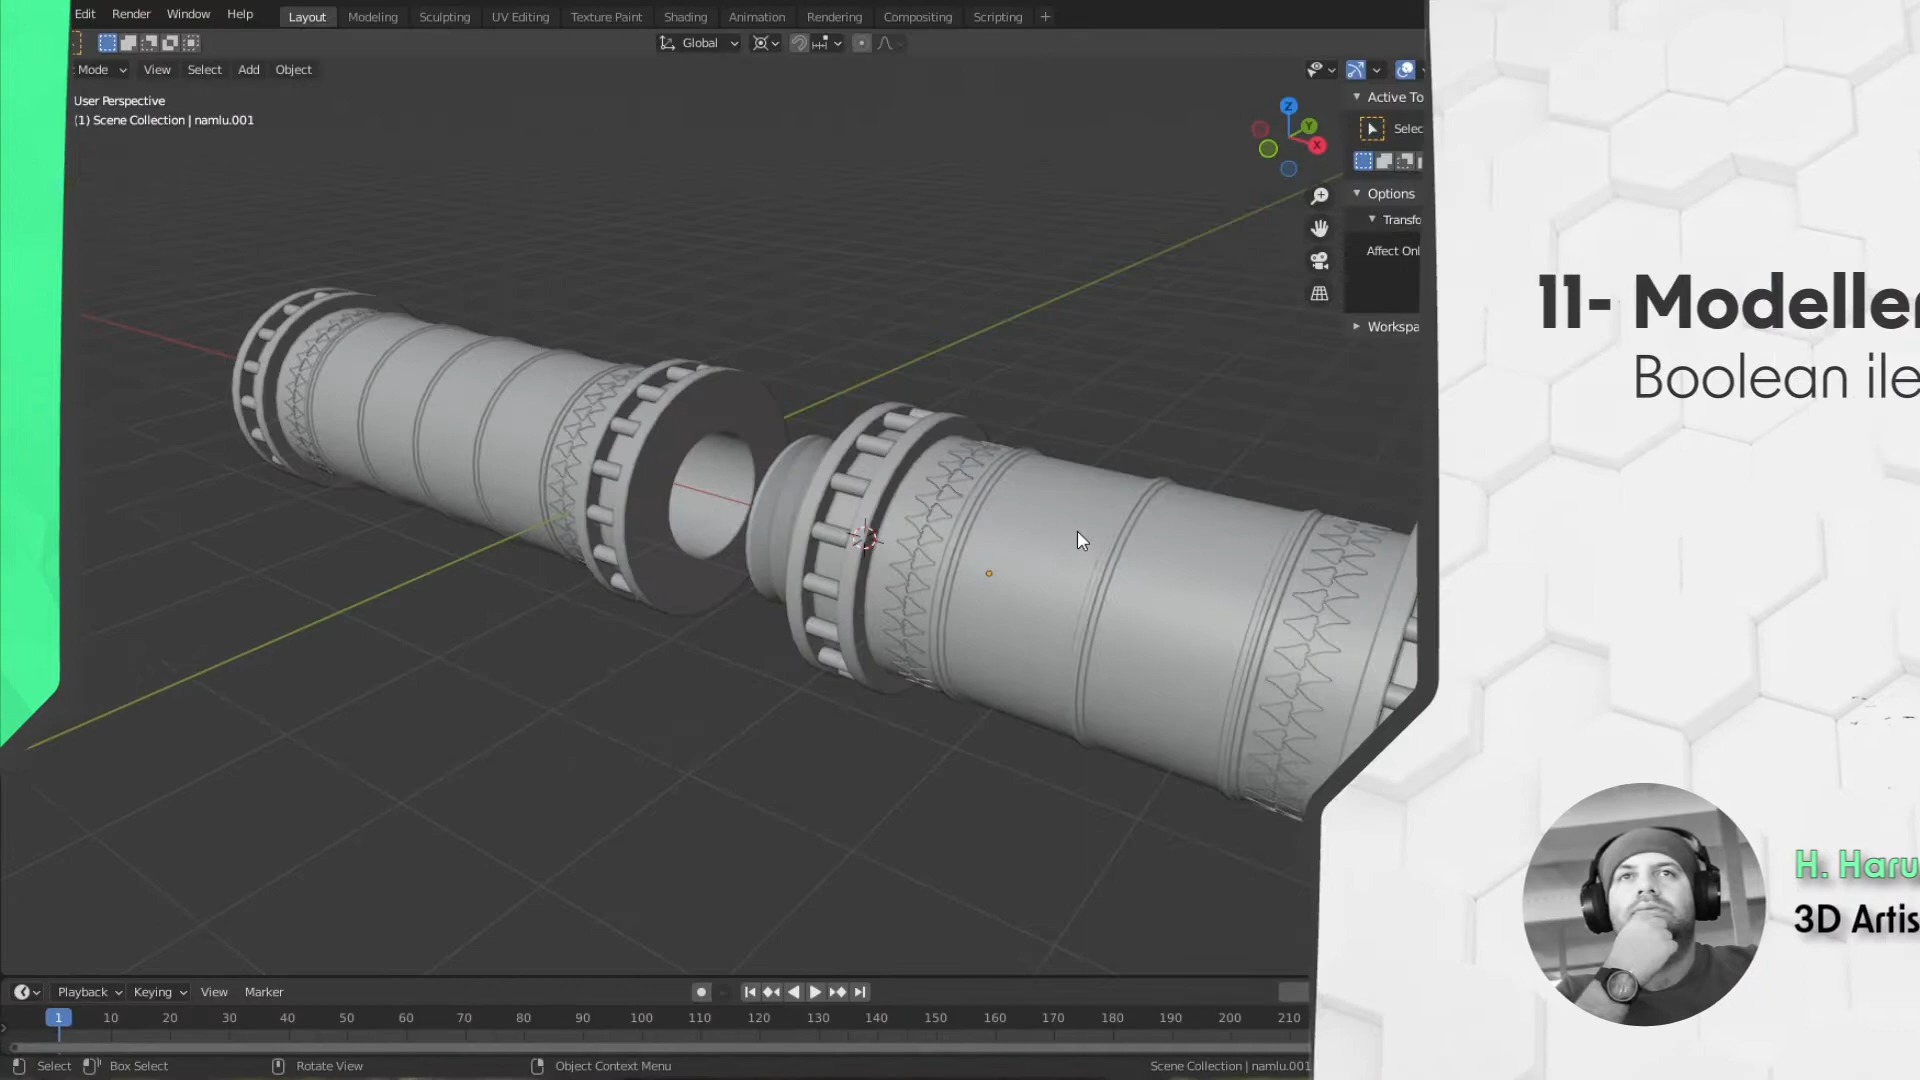 Edit Render Window Help Layout Modeling Sculpting UV Editing Texture Paint Shading Animation Rendering Compositing Scripting +
Global
Mode View Select Add Object
User Perspective
(1) Scene Collection | namlu.001
Z
Y
X
Active To
Selec
Options
Transfo
Affect Onl
Workspa
11- Modeller
Boolean ile
H. Haru
3D Artis
Playback Keying View Marker
1 10 20 30 40 50 60 70 80 90 100 110 120 130 140 150 160 170 180 190 200 210
Select Box Select Rotate View Object Context Menu Scene Collection | namlu.001